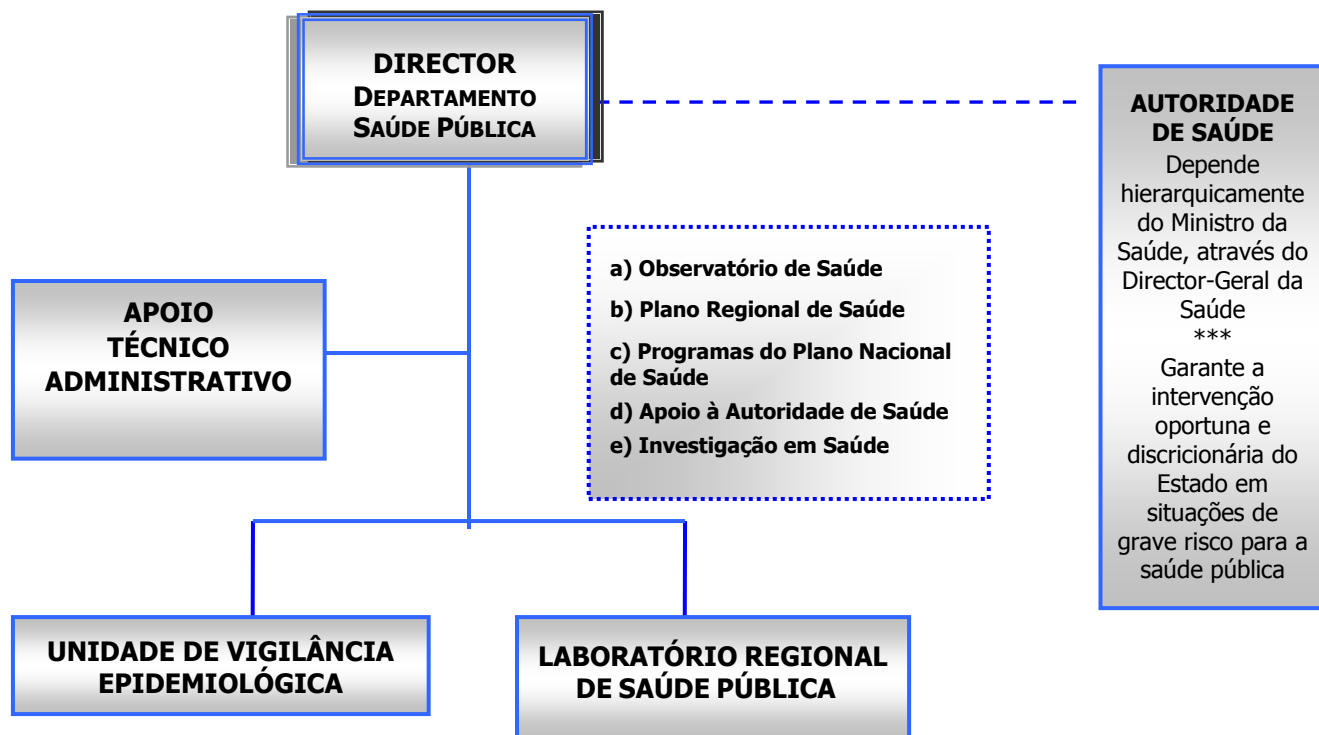 DIRECTOR
DEPARTAMENTO
SAÚDE PÚBLICA
AUTORIDADE
DE SAÚDE
Depende
hierarquicamente
do Ministro da
Saúde, através do
Director-Geral da
Saúde
***
Garante a
intervenção
oportuna e
discricionária do
Estado em
situações de
grave risco para a
saúde pública
a) Observatório de Saúde
b) Plano Regional de Saúde
c) Programas do Plano Nacional
de Saúde
d) Apoio à Autoridade de Saúde
e) Investigação em Saúde
APOIO
TÉCNICO
ADMINISTRATIVO
UNIDADE DE VIGILÂNCIA
EPIDEMIOLÓGICA
LABORATÓRIO REGIONAL
DE SAÚDE PÚBLICA